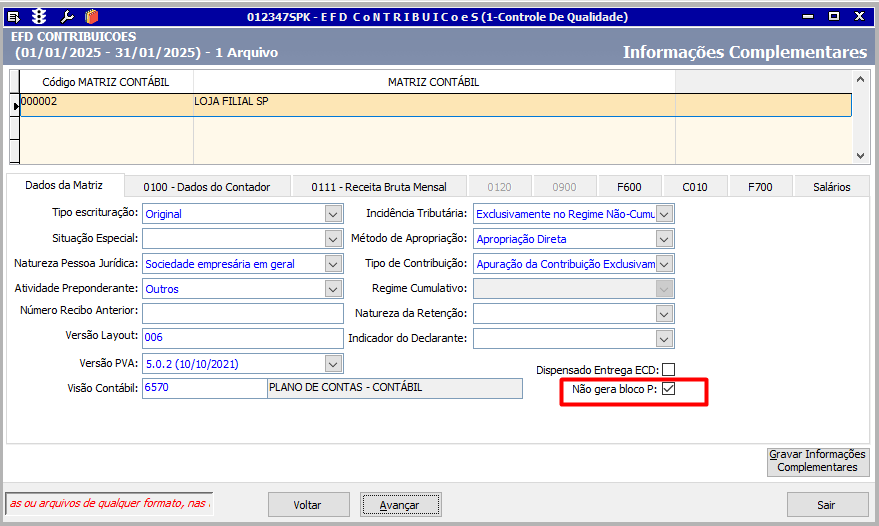 012347SPK - E F D C o N T R I B U I C o e S (1-Controle De Qualidade)
EFD CONTRIBUICOES
(01/01/2025 - 31/01/2025) - 1 Arquivo
Informações Complementares
Código MATRIZ CONTÁBIL MATRIZ CONTÁBIL
000002 LOJA FILIAL SP
Dados da Matriz 0100 - Dados do Contador 0111 - Receita Bruta Mensal 0120 0900 F600 C010 F700 Salários
Tipo escrituração: Original Incidência Tributária: Exclusivamente no Regime Não-Cumu
Situação Especial: Método de Apropriação: Apropriação Direta
Natureza Pessoa Jurídica: Sociedade empresária em geral Tipo de Contribuição: Apuração da Contribuição Exclusivam
Atividade Preponderante: Outros Regime Cumulativo:
Número Recibo Anterior: Natureza da Retenção:
Versão Layout: 006 Indicador do Declarante:
Versão PVA: 5.0.2 (10/10/2021)
Dispensado Entrega ECD:
Visão Contábil: 6570 PLANO DE CONTAS - CONTÁBIL Não gera bloco P:
Gravar Informações
Complementares
as ou arquivos de qualquer formato, nas Voltar Avançar Sair